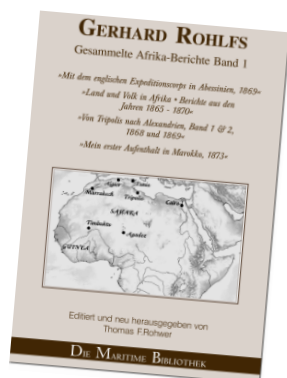 GERHARD ROHLFS
Gesammelte Afrika-Berichte Band 1
»Mit dem englischen Expeditionscorps in Abessinien, 1869«
»Land und Volk in Afrika • Berichte aus den
Jahren 1865 - 1870«
»Von Tripolis nach Alexandrien, Band 1 & 2,
1868 und 1869«
»Mein erster Aufenthalt in Marokko, 1873«
Algier
Tunis
Marrakesch
Tripolis
Cairo
SAHARA
Timbuktu
Agadez
GUINEA
Editiert und neu herausgegeben von
Thomas F.Rohwer
DIE MARITIME BIBLIOTHEK